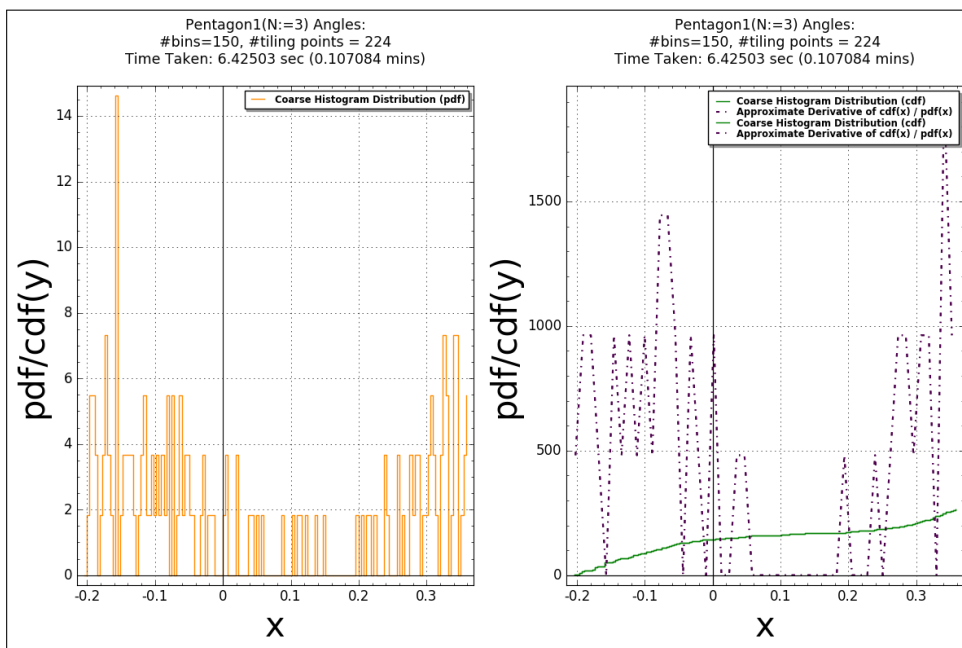 Pentagon1(N:=3) Angles:
#bins=150, #tiling points = 224
Time Taken: 6.42503 sec (0.107084 mins)
Coarse Histogram Distribution (pdf)
14
12
10
8
6
4
2
0
-0.2
-0.1
0
0.1
0.2
0.3
pdf/cdf(y)
x
Pentagon1(N:=3) Angles:
#bins=150, #tiling points = 224
Time Taken: 6.42503 sec (0.107084 mins)
Coarse Histogram Distribution (cdf)
Approximate Derivative of cdf(x) / pdf(x)
Coarse Histogram Distribution (cdf)
Approximate Derivative of cdf(x) / pdf(x)
1500
1000
500
0
-0.2
-0.1
0
0.1
0.2
0.3
pdf/cdf(y)
x